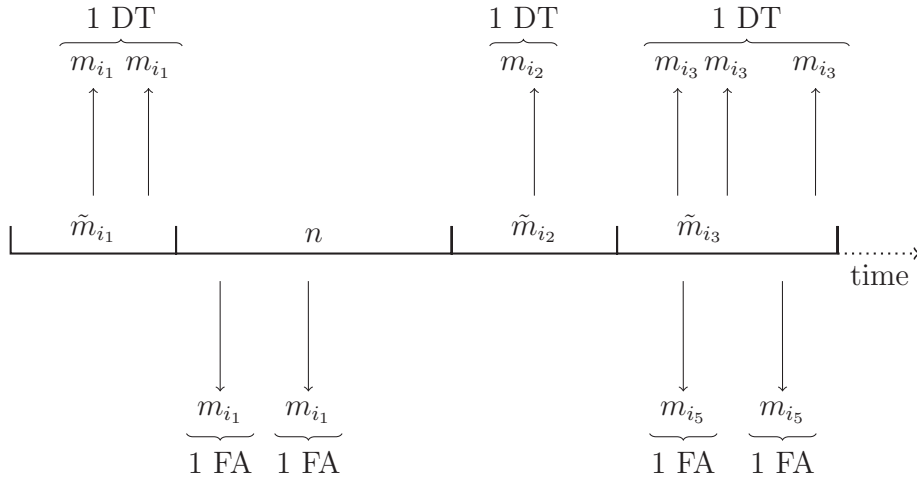 1 DT 1 DT 1 DT
m_{i_1} m_{i_1} m_{i_2} m_{i_3} m_{i_3} m_{i_3}
m̃_{i_1} n m̃_{i_2} m̃_{i_3}
time
m_{i_1} m_{i_1} m_{i_5} m_{i_5}
1 FA 1 FA 1 FA 1 FA